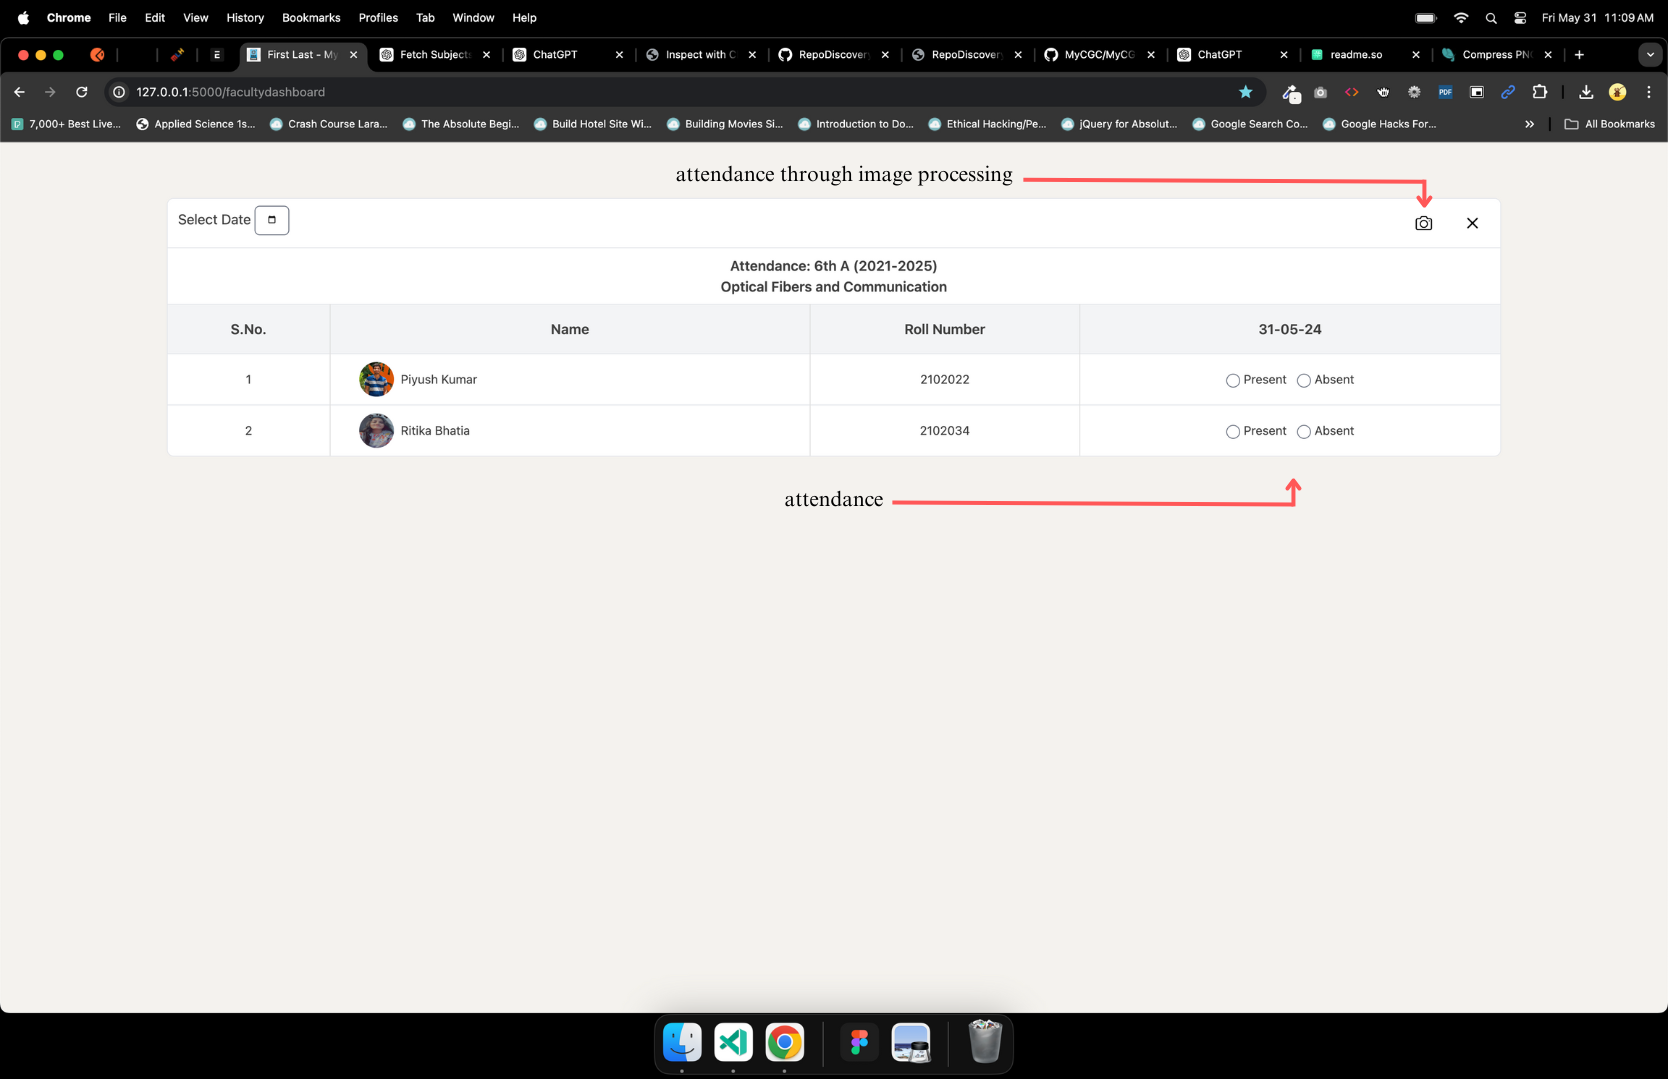 Chrome File Edit View History Bookmarks Profiles Tab Window Help Fri May 31 11:09 AM
E First Last - My Fetch Subjects ChatGPT Inspect with C RepoDiscovery RepoDiscovery MyCGC/MyCG ChatGPT readme.so Compress PN
127.0.0.1:5000/facultydashboard PDF
7,000+ Best Live... Applied Science 1s... Crash Course Lara... The Absolute Begi... Build Hotel Site Wi... Building Movies Si... Introduction to Do... Ethical Hacking/Pe... jQuery for Absolut... Google Search Co... Google Hacks For... All Bookmarks
attendance through image processing
Select Date
Attendance: 6th A (2021-2025)
Optical Fibers and Communication
S.No. Name Roll Number 31-05-24
1 Piyush Kumar 2102022 Present Absent
2 Ritika Bhatia 2102034 Present Absent
attendance